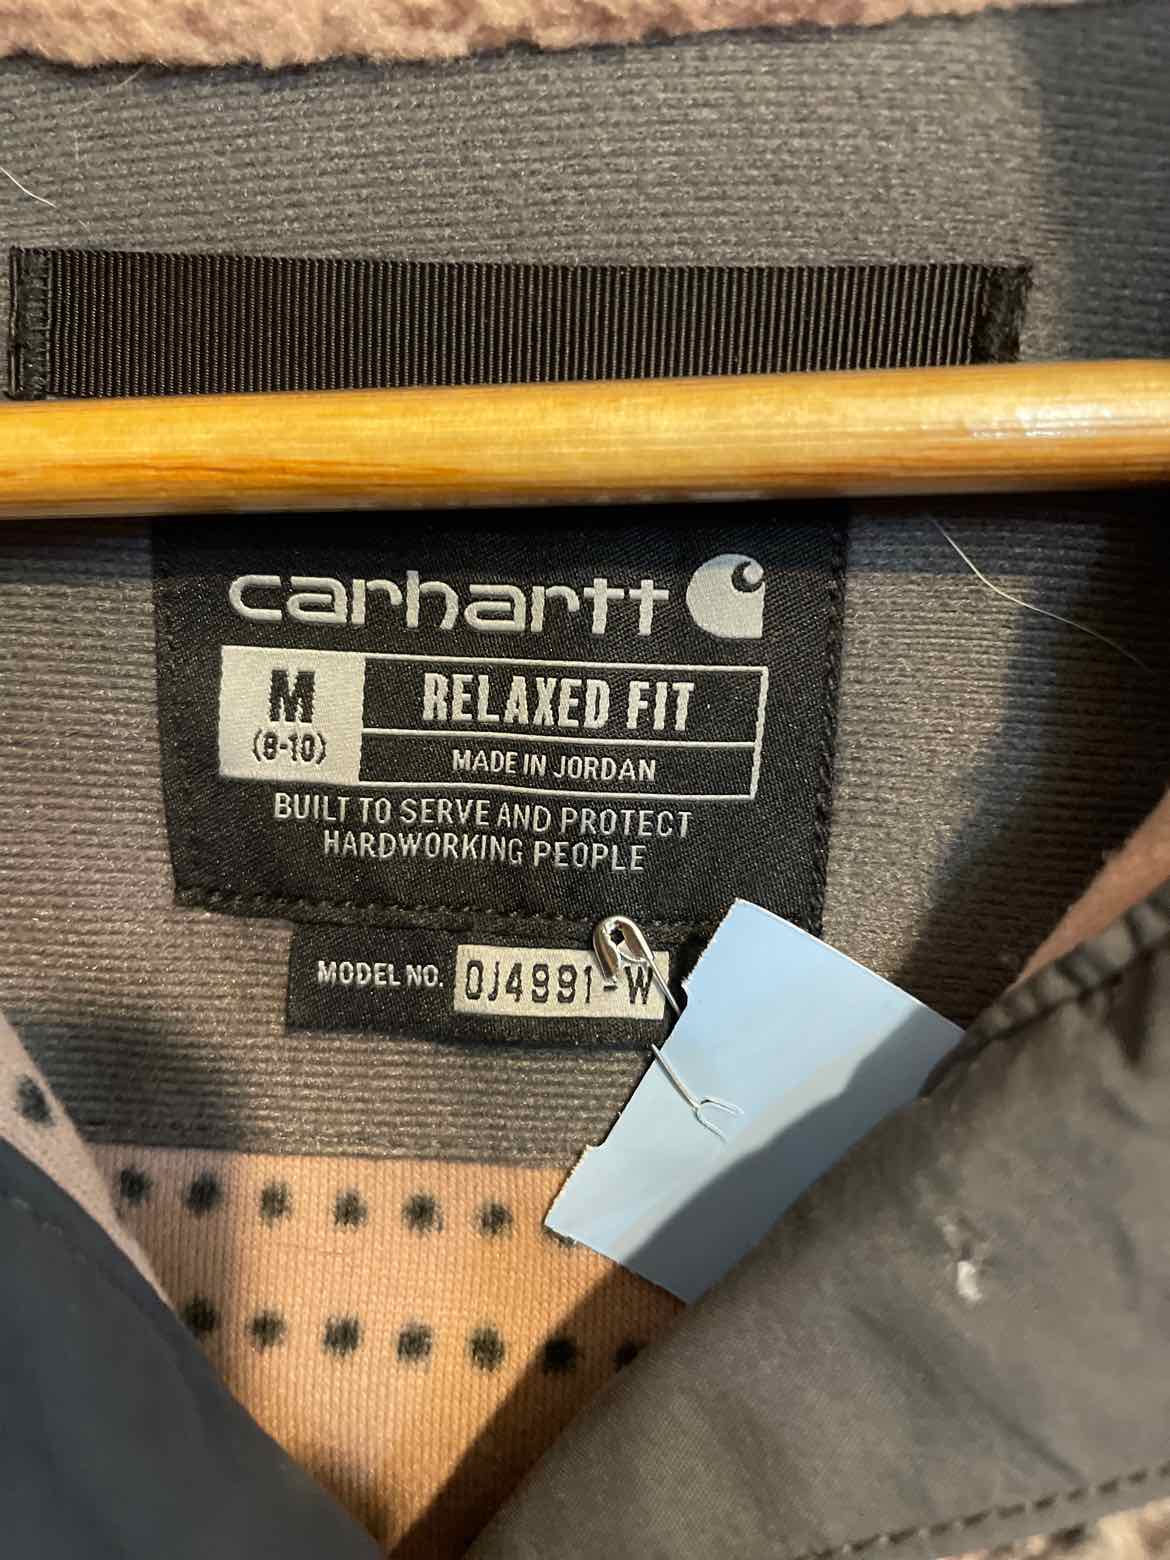 carhartt
M
(8-10)
RELAXED FIT
MADE IN JORDAN
BUILT TO SERVE AND PROTECT
HARDWORKING PEOPLE
MODEL NO. OJ4991-W